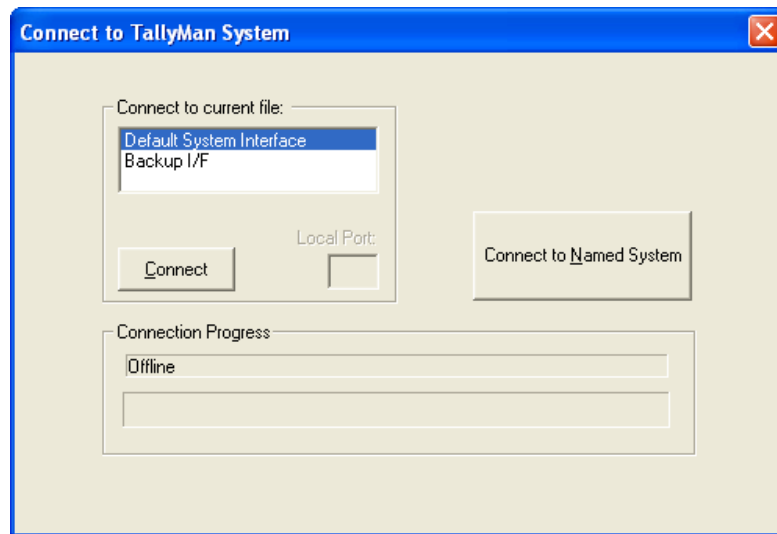 Connect to TallyMan System
Connect to current file:
Default System Interface
Backup I/F
Local Port:
Connect
Connect to Named System
Connection Progress
Offline